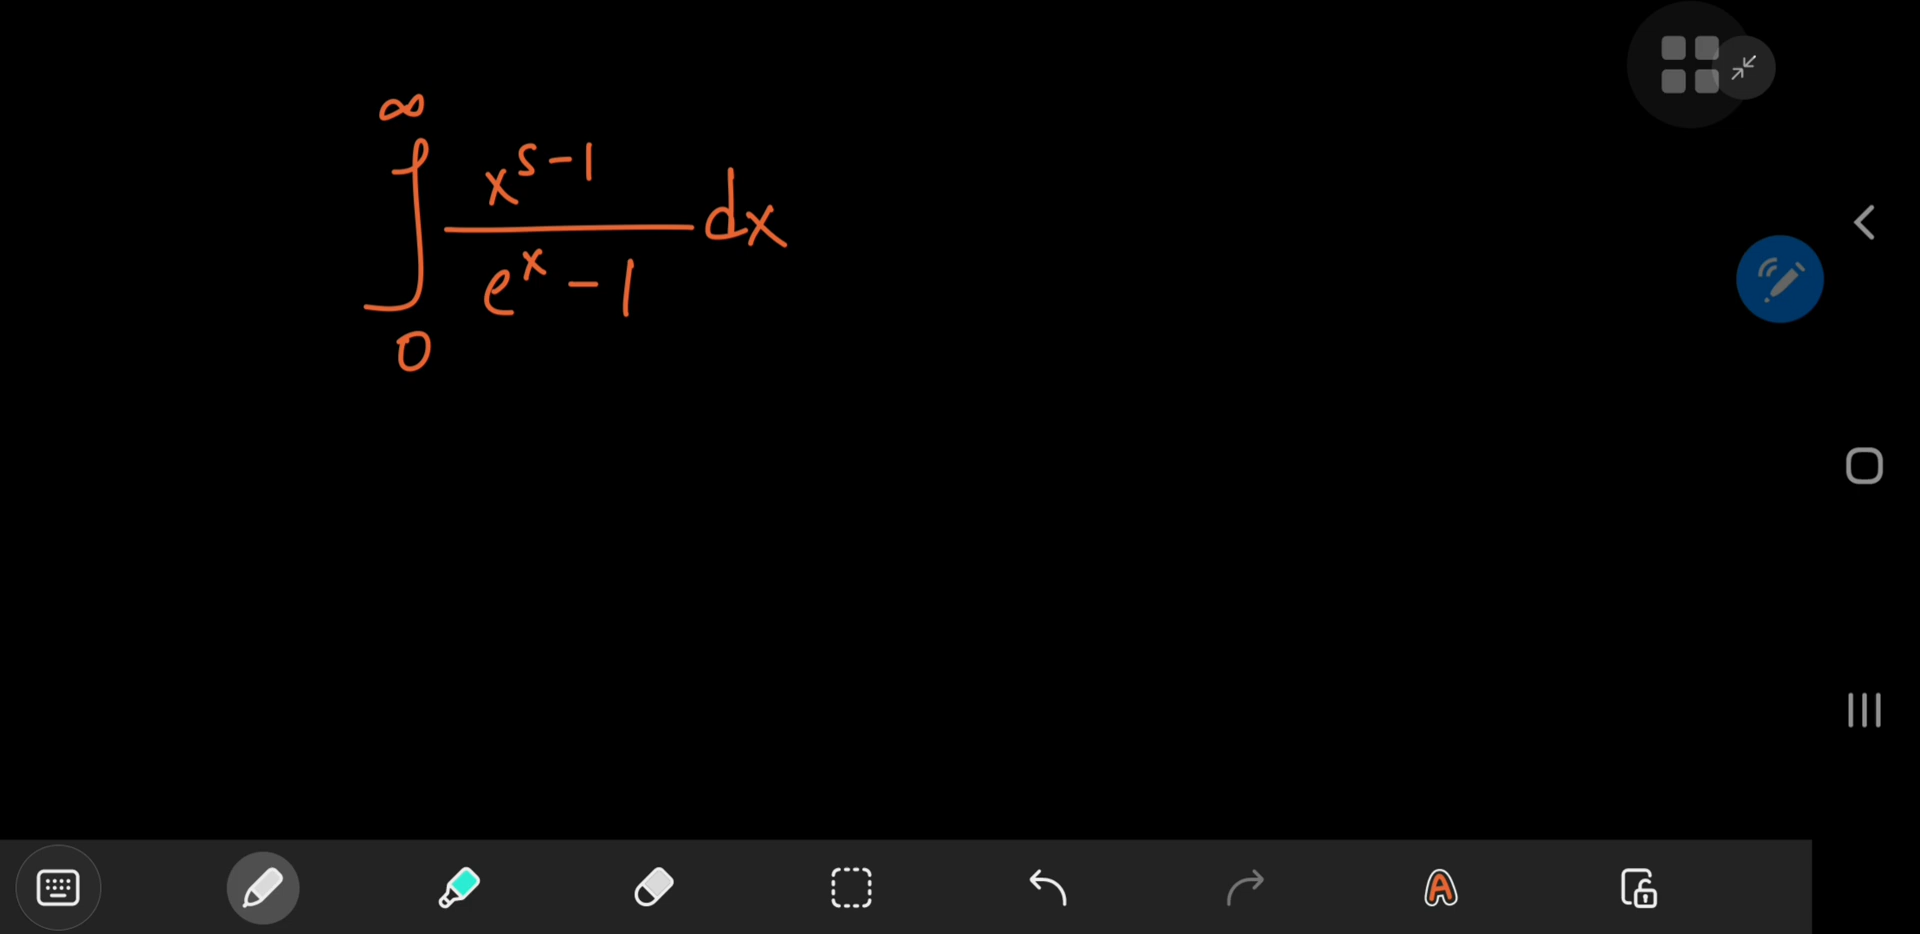 ∫₀^∞ x^(s-1)/(e^x - 1) dx
A